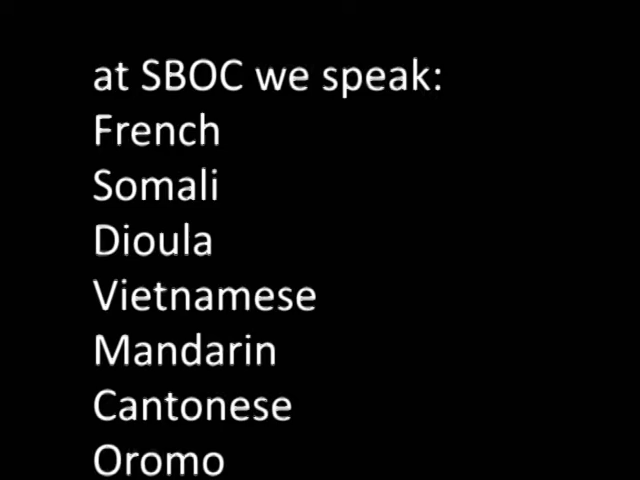 at SBOC we speak:
French
Somali
Dioula
Vietnamese
Mandarin
Cantonese
Oromo